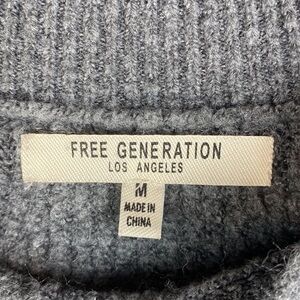 FREE GENERATION
LOS ANGELES
M
MADE IN
CHINA